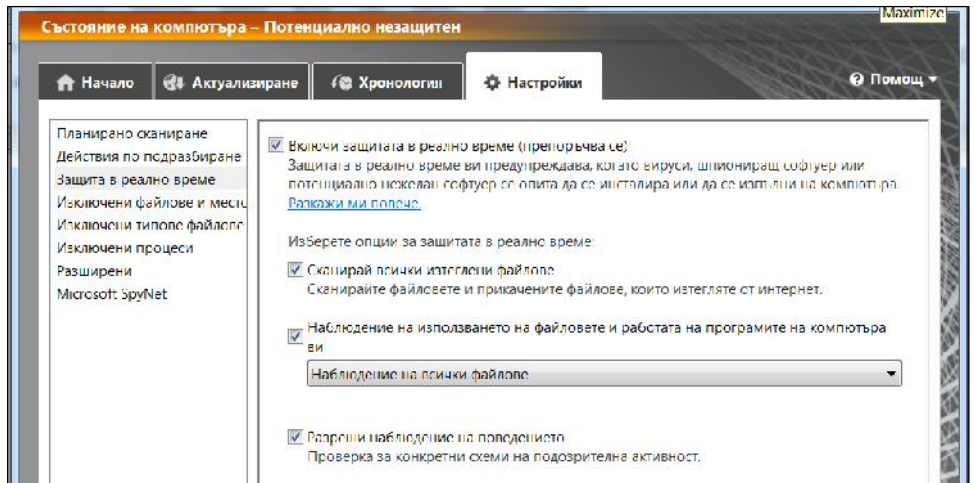 Maximize
Състояние на компютъра – Потенциално незащитен
Начало
Актуализиране
Хронология
Настройки
Помощ
Планирано сканиране
Действия по подразбиране
Защита в реално време
Изключени файлове и местс
Изключени типове файлове
Изключени процеси
Разширени
Microsoft SpyNet
Включи защитата в реално време (препоръчва се)
Защитата в реално време ви предупреждава, когато вируси, шпиониращ софтуер или
потенциално нежелан софтуер се опита да се инсталира или да се изпълни на компютъра.
Разкажи ми повече.
Изберете опции за защитата в реално време:
Сканирай всички изтеглени файлове
Сканирайте файловете и прикачените файлове, които изтегляте от интернет.
Наблюдение на използването на файловете и работата на програмите на компютъра
ви
Наблюдение на всички файлове
Разреши наблюдение на поведението
Проверка за конкретни схеми на подозрителна активност.